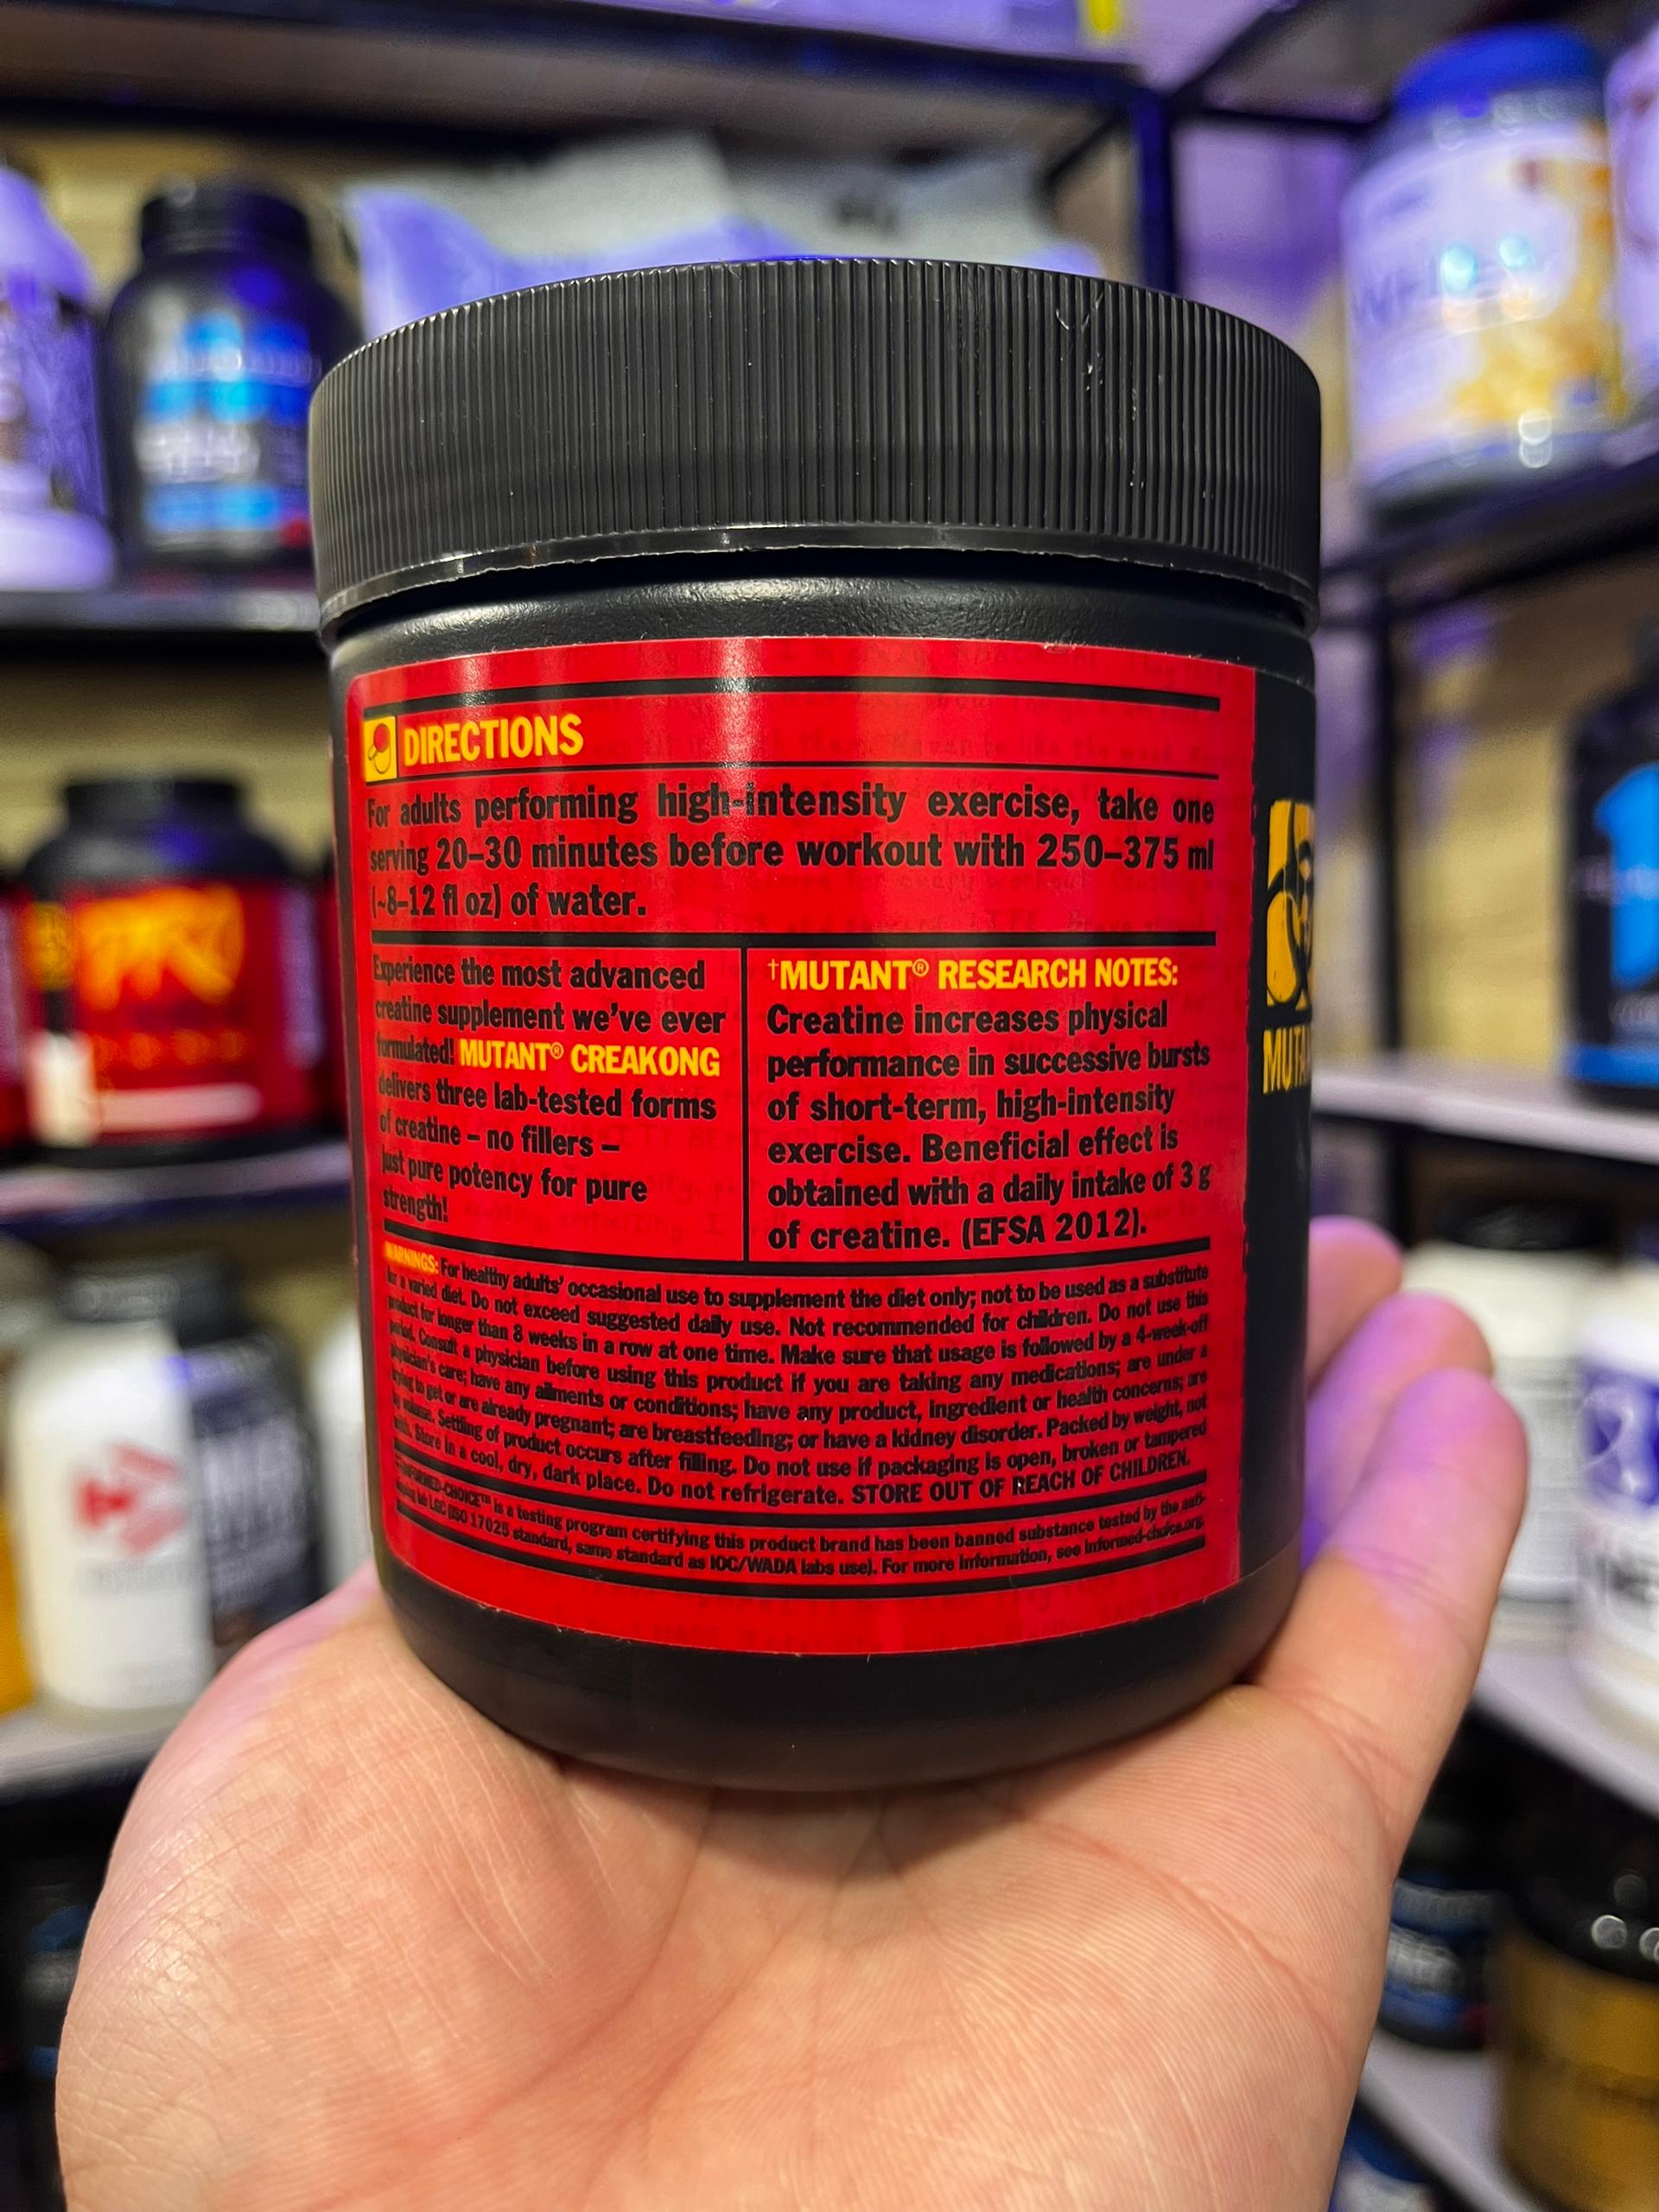 DIRECTIONS
For adults performing high-intensity exercise, take one
serving 20–30 minutes before workout with 250–375 ml
(~8–12 fl oz) of water.
Experience the most advanced
creatine supplement we've ever
formulated! MUTANT® CREAKONG
delivers three lab-tested forms
of creatine – no fillers –
just pure potency for pure
strength!
†MUTANT® RESEARCH NOTES:
Creatine increases physical
performance in successive bursts
of short-term, high-intensity
exercise. Beneficial effect is
obtained with a daily intake of 3 g
of creatine. (EFSA 2012).
WARNINGS: For healthy adults' occasional use to supplement the diet only; not to be used as a substitute
for a varied diet. Do not exceed suggested daily use. Not recommended for children. Do not use this
product for longer than 8 weeks in a row at one time. Make sure that usage is followed by a 4-week-off
period. Consult a physician before using this product if you are taking any medications; are under a
physician's care; have any ailments or conditions; have any product, ingredient or health concerns; are
trying to get or are already pregnant; are breastfeeding; or have a kidney disorder. Packed by weight, not
by volume. Settling of product occurs after filling. Do not use if packaging is open, broken or tampered
with. Store in a cool, dry, dark place. Do not refrigerate. STORE OUT OF REACH OF CHILDREN.
INFORMED-CHOICE™ is a testing program certifying this product brand has been banned substance tested by the anti-
doping lab LGC (ISO 17025 standard, same standard as IOC/WADA labs use). For more information, see informed-choice.org.
MUTA